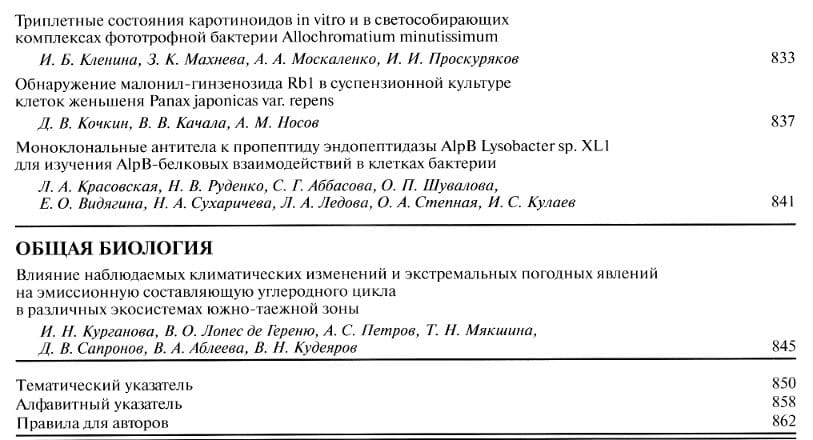 Триплетные состояния каротиноидов in vitro и в светособирающих
комплексах фототрофной бактерии Allochromatium minutissimum
И. Б. Кленина, З. К. Махнева, А. А. Москаленко, И. И. Проскуряков 833
Обнаружение малонил-гинзенозида Rb1 в суспензионной культуре
клеток женьшеня Panax japonicas var. repens
Д. В. Кочкин, В. В. Качала, А. М. Носов 837
Моноклональные антитела к пропептиду эндопептидазы AlpB Lysobacter sp. XL1
для изучения AlpB-белковых взаимодействий в клетках бактерии
Л. А. Красовская, Н. В. Руденко, С. Г. Аббасова, О. П. Шувалова,
Е. О. Видягина, Н. А. Сухаричева, Л. А. Ледова, О. А. Степная, И. С. Кулаев 841
ОБЩАЯ БИОЛОГИЯ
Влияние наблюдаемых климатических изменений и экстремальных погодных явлений
на эмиссионную составляющую углеродного цикла
в различных экосистемах южно-таежной зоны
И. Н. Курганова, В. О. Лопес де Гереню, А. С. Петров, Т. Н. Мякшина,
Д. В. Сапронов, В. А. Аблеева, В. Н. Кудеяров 845
Тематический указатель 850
Алфавитный указатель 858
Правила для авторов 862